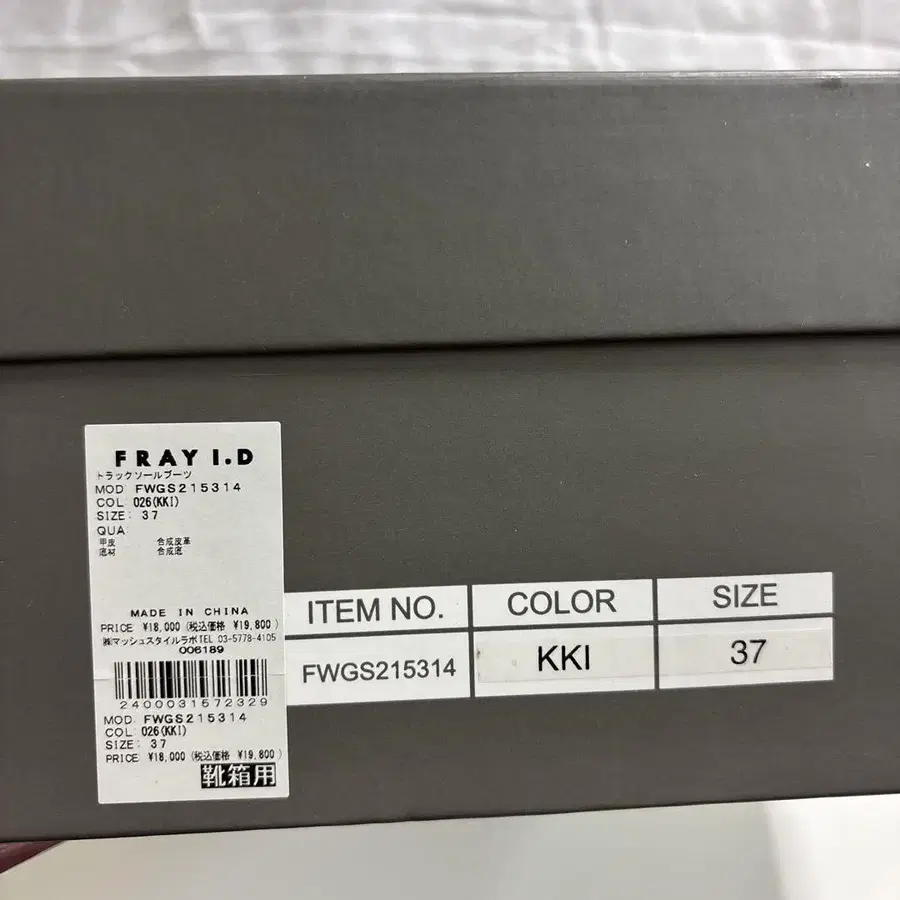 FRAY I.D
トラックソールブーツ
MOD FWGS215314
COL 026(KKI)
SIZE: 37
QUA
甲皮 合成皮革
底材 合成底
MADE IN CHINA
PRICE ¥18,000 (税込価格 ¥19,800)
㈱マッシュスタイルラボTEL 03-5778-4105
006189
2400031572329
MOD FWGS215314
COL 026(KKI)
SIZE: 37
PRICE ¥18,000 (税込価格 ¥19,800)
靴箱用
ITEM NO. COLOR SIZE
FWGS215314 KKI 37